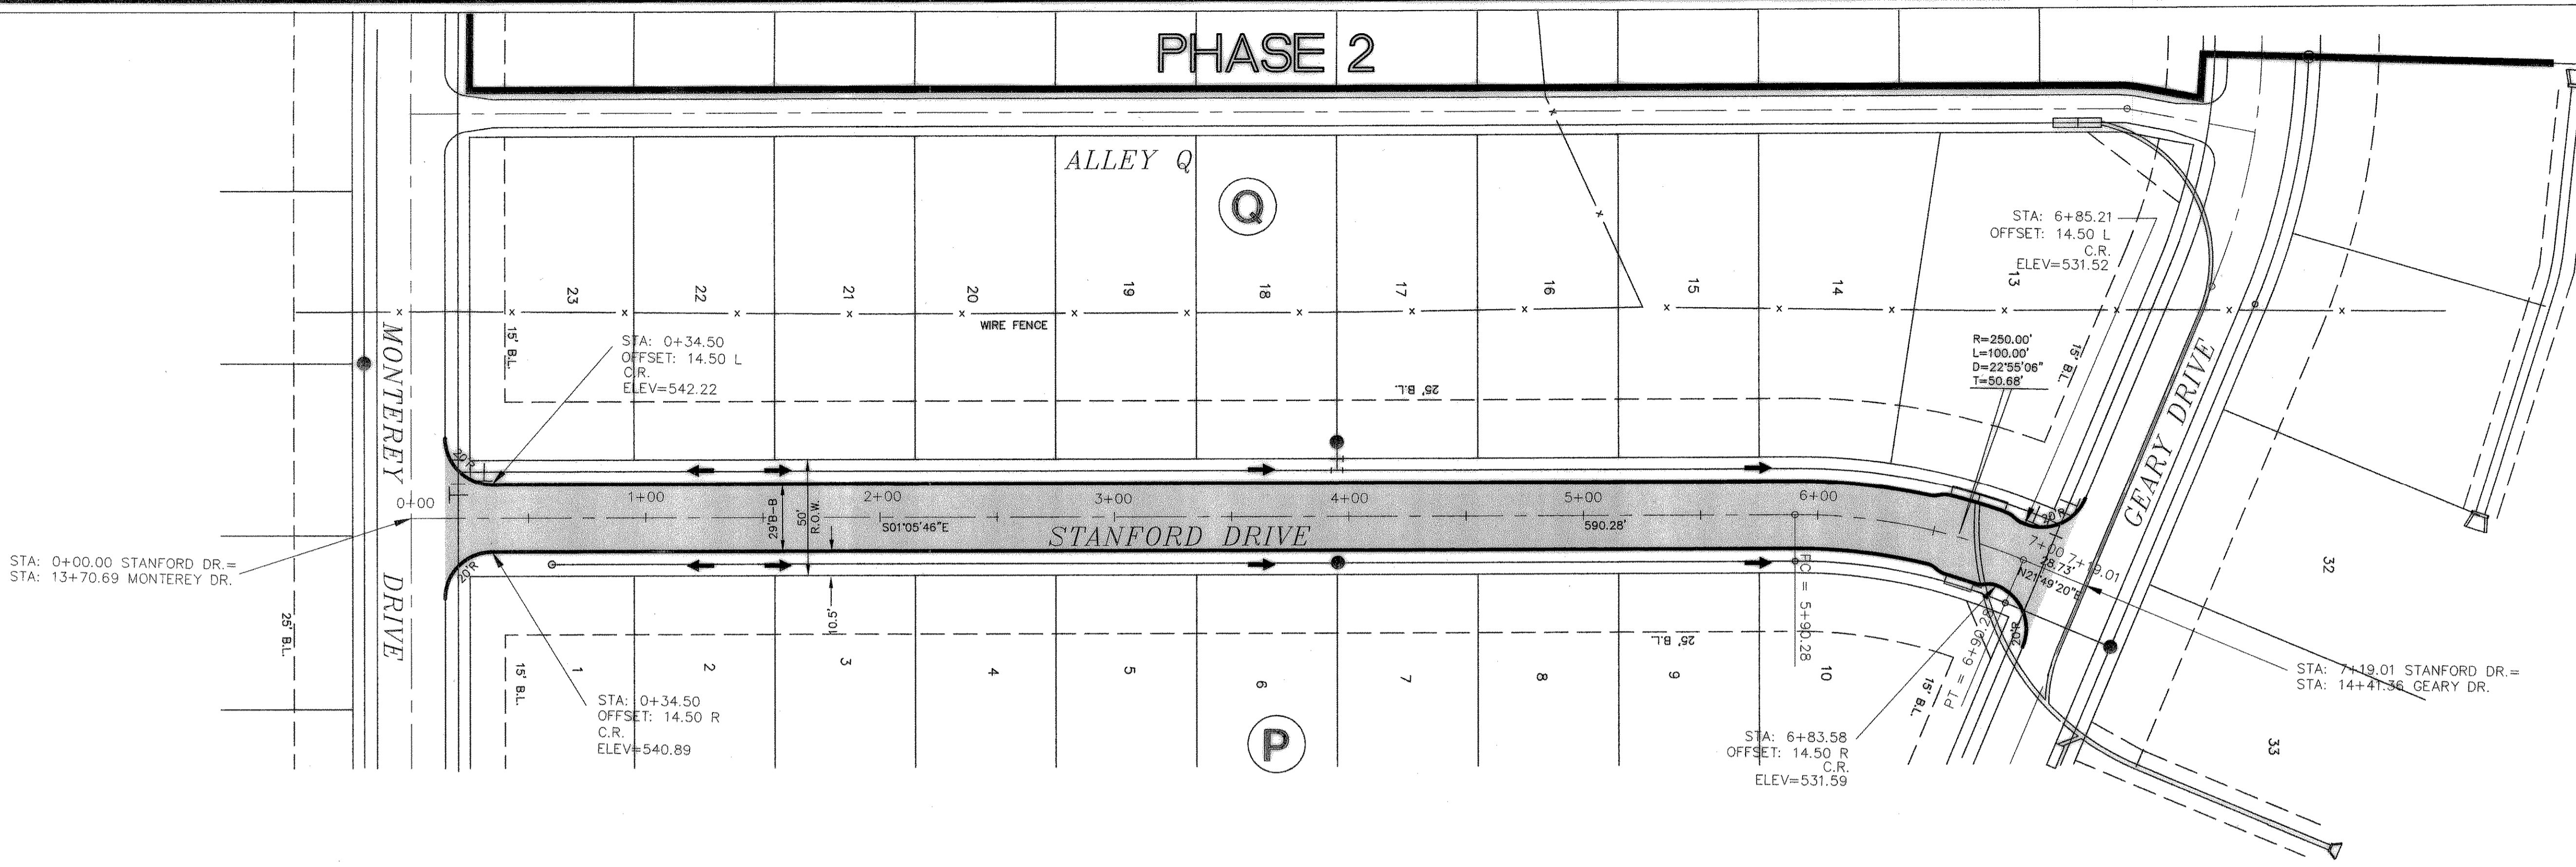 PHASE 2
ALLEY Q
Q
STA: 6+85.21
OFFSET: 14.50 L
C.R.
ELEV=531.52
23
22
21
20
19
18
17
16
15
14
13
WIRE FENCE
15' B.L.
STA: 0+34.50
OFFSET: 14.50 L
C.R.
ELEV=542.22
R=250.00'
L=100.00'
D=22°55'06"
T=50.68'
15' B.L.
25' B.L.
MONTEREY DRIVE
GEARY DRIVE
20'R
20'R
0+00
1+00
2+00
3+00
4+00
5+00
6+00
7+00
7+19.01
29'B-B
50'
R.O.W.
S01°05'46"E
STANFORD DRIVE
590.28'
28.73'
N21°49'20"E
STA: 0+00.00 STANFORD DR.=
STA: 13+70.69 MONTEREY DR.
20'R
20'R
10.5'
PC = 5+90.28
PT = 6+90.28
25' B.L.
25' B.L.
15' B.L.
15' B.L.
1
2
3
4
5
6
7
8
9
10
32
33
STA: 0+34.50
OFFSET: 14.50 R
C.R.
ELEV=540.89
P
STA: 6+83.58
OFFSET: 14.50 R
C.R.
ELEV=531.59
STA: 7+19.01 STANFORD DR.=
STA: 14+41.36 GEARY DR.